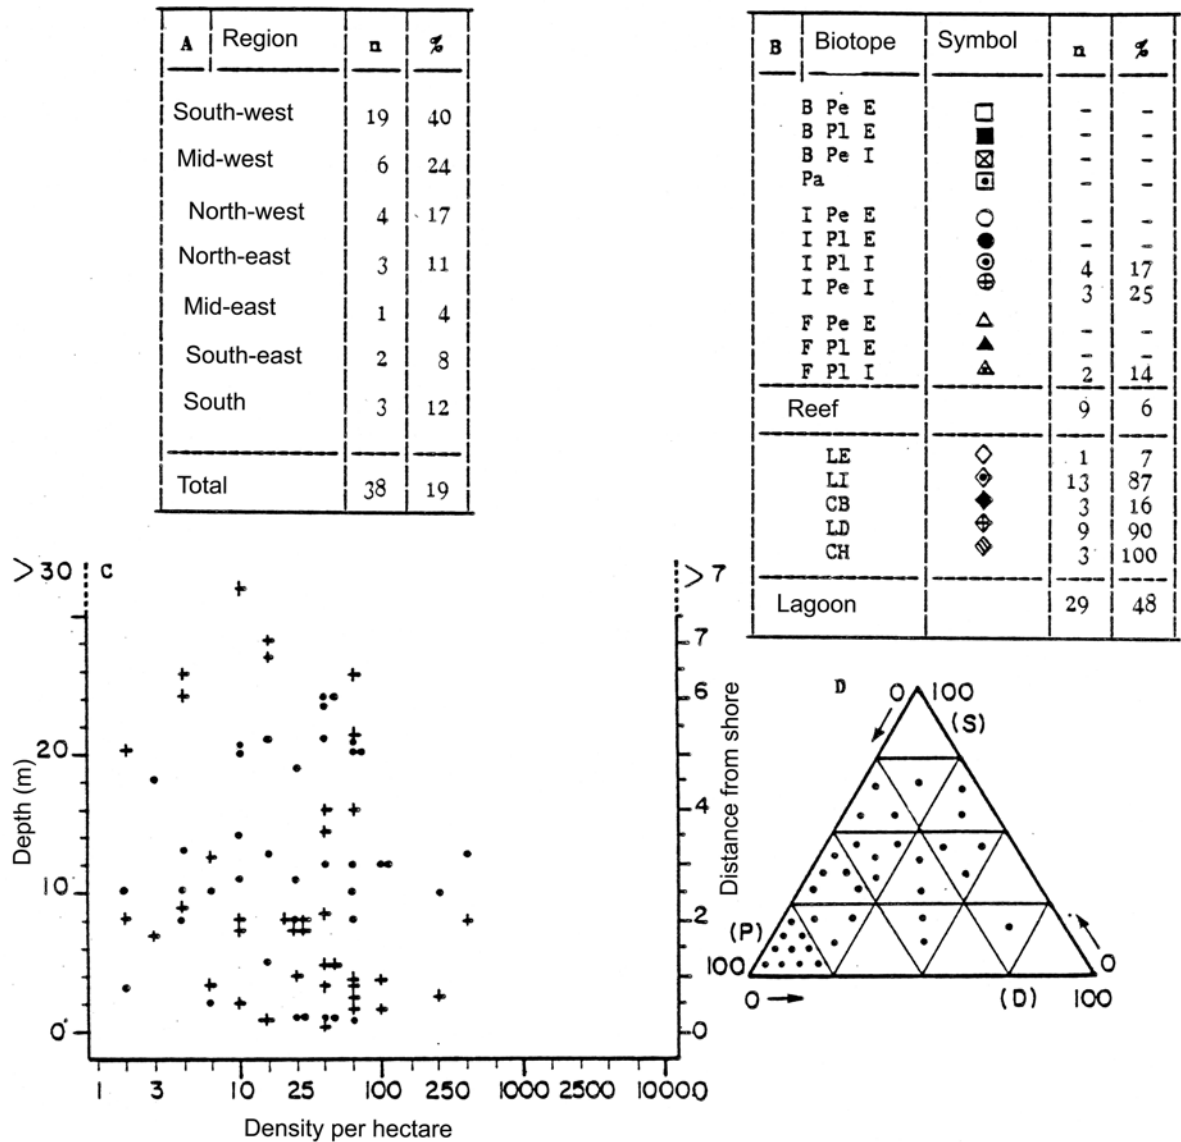 A Region n %
South-west 19 40
Mid-west 6 24
North-west 4 17
North-east 3 11
Mid-east 1 4
South-east 2 8
South 3 12
Total 38 19
B Biotope Symbol n %
B Pe E - -
B Pl E - -
B Pe I - -
Pa - -
I Pe E - -
I Pl E - -
I Pl I 4 17
I Pe I 3 25
F Pe E - -
F Pl E - -
F Pl I 2 14
Reef 9 6
LE 1 7
LI 13 87
CB 3 16
LD 9 90
CH 3 100
Lagoon 29 48
C
>30
20
10
0
Depth (m)
>7
7
6
4
2
0
Distance from shore
1 3 10 25 100 250 1000 2500 10000
Density per hectare
D
0 100
(S)
(P)
100
0
0
(D)
100